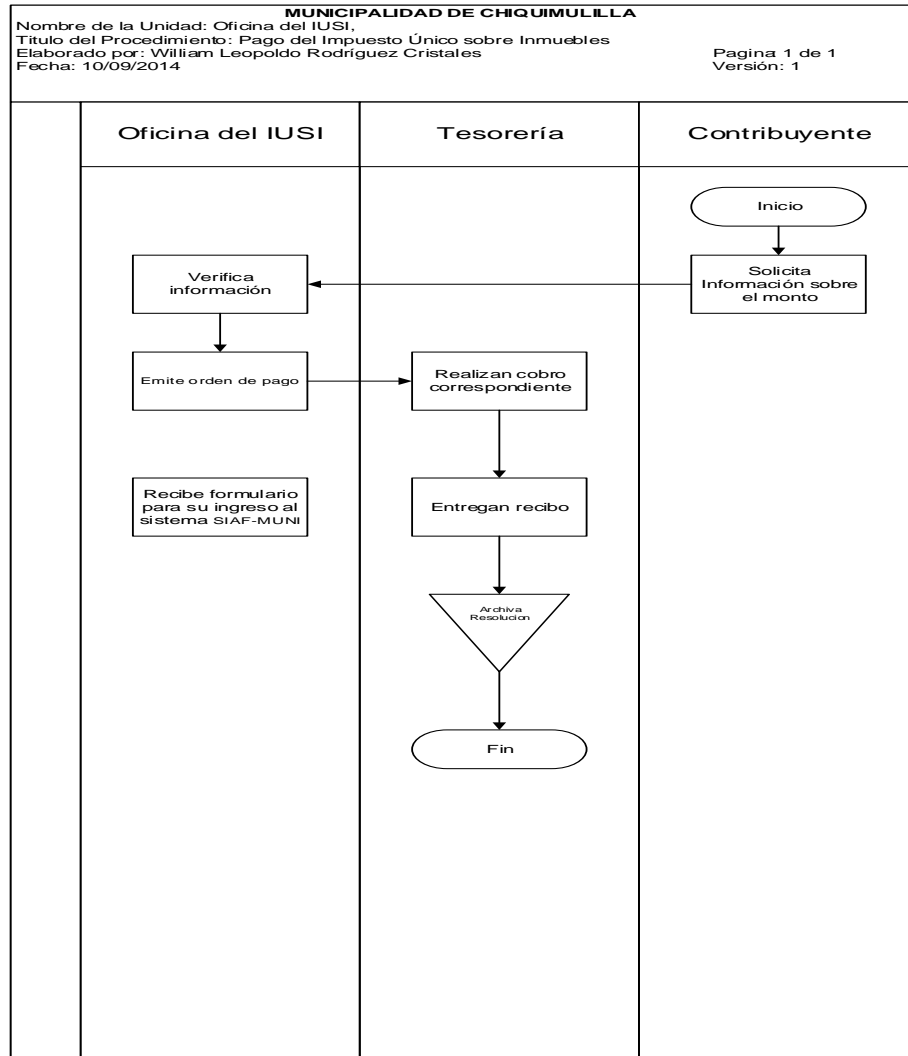 MUNICIPALIDAD DE CHIQUIMULILLA
Nombre de la Unidad: Oficina del IUSI,
Titulo del Procedimiento: Pago del Impuesto Único sobre Inmuebles
Elaborado por: William Leopoldo Rodríguez Cristales
Pagina 1 de 1
Fecha: 10/09/2014
Versión: 1
Oficina del IUSI
Tesorería
Contribuyente
Inicio
Solicita
Información sobre
el monto
Verifica
información
Emite orden de pago
Realizan cobro
correspondiente
Recibe formulario
para su ingreso al
sistema SIAF-MUNI
Entregan recibo
Archiva
Resolucion
Fin